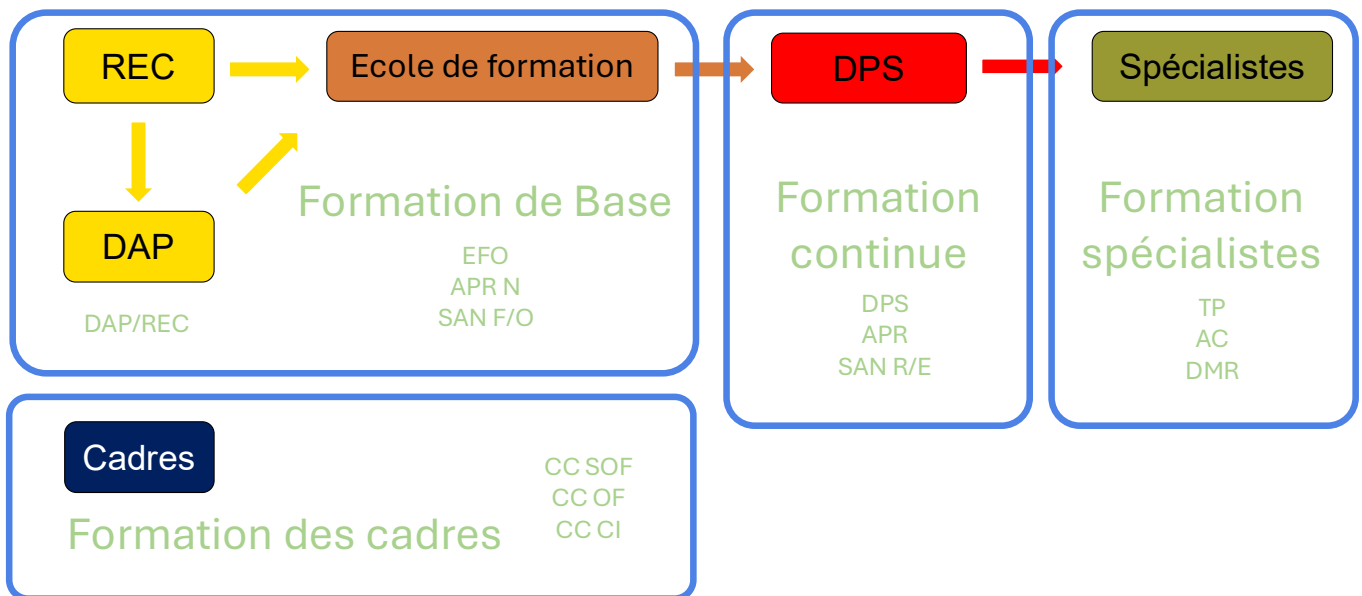 REC
Ecole de formation
DPS
Spécialistes
DAP
Formation de Base
DAP/REC
EFO
APR N
SAN F/O
Formation
continue
DPS
APR
SAN R/E
Formation
spécialistes
TP
AC
DMR
Cadres
Formation des cadres
CC SOF
CC OF
CC CI